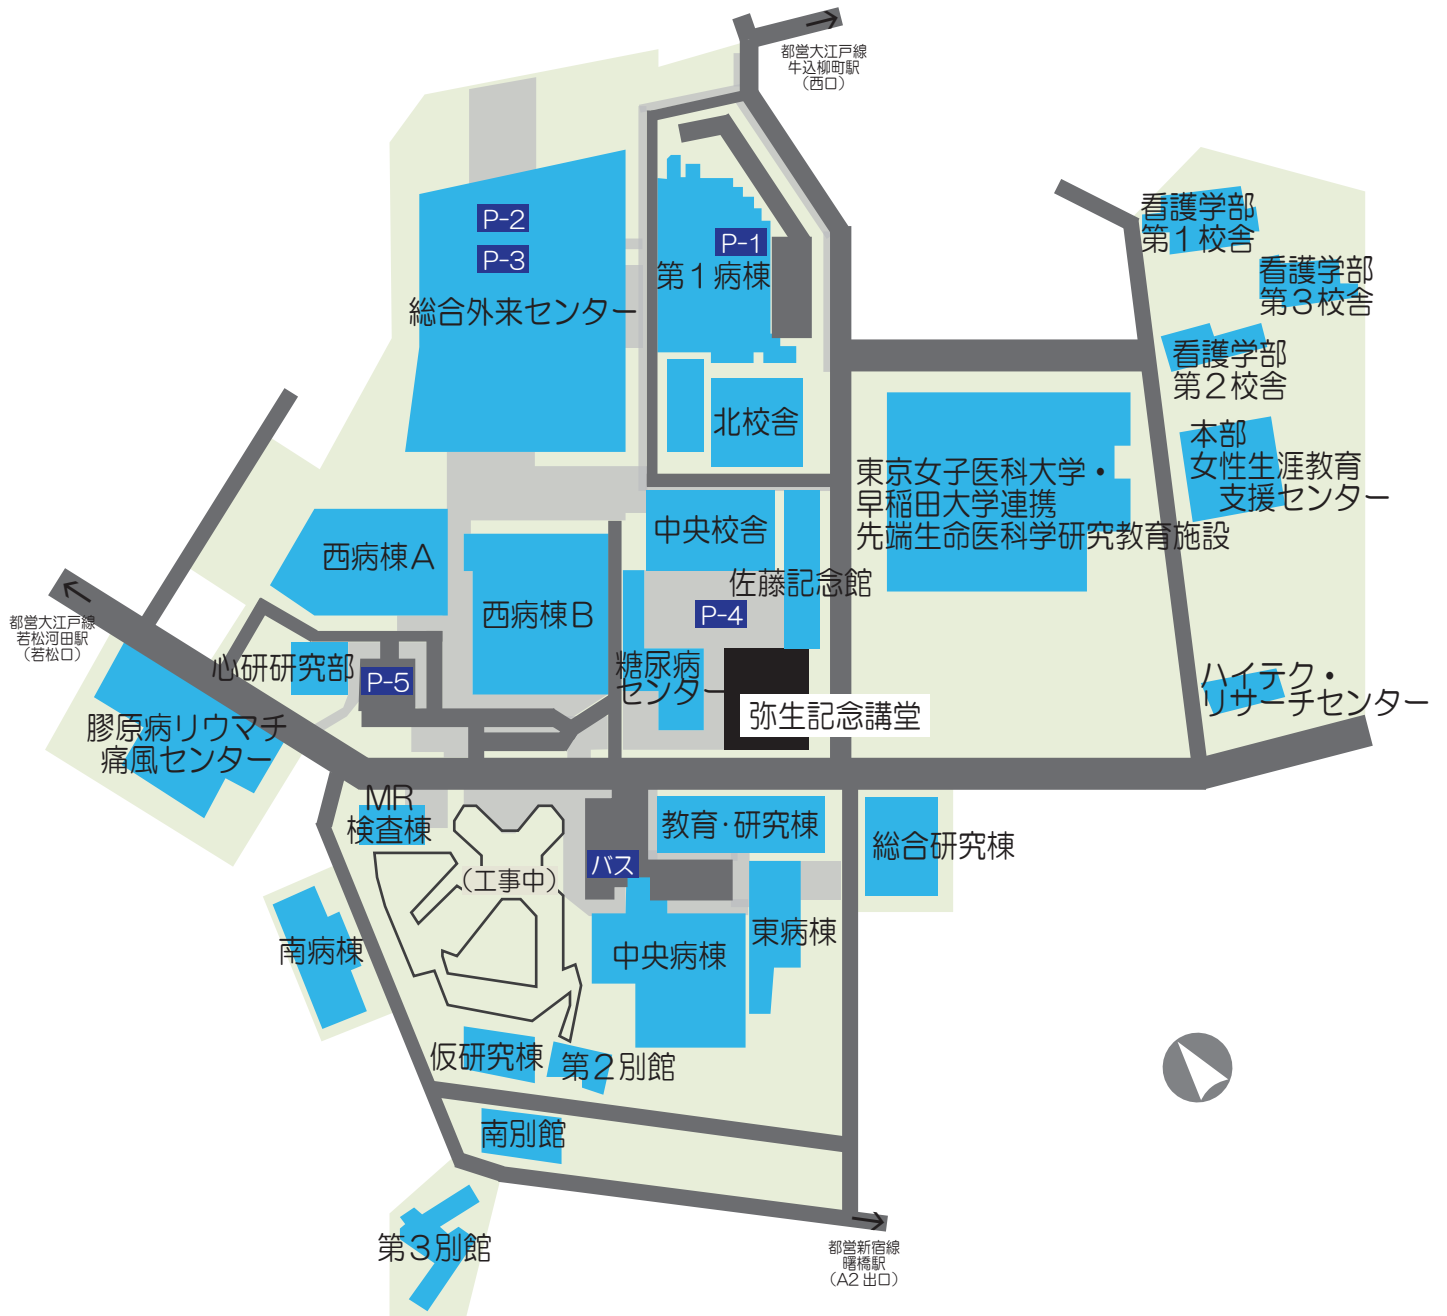 都営大江戸線
牛込柳町駅
（西口）
P-2
P-3
総合外来センター
P-1
第１病棟
北校舎
看護学部
第１校舎
看護学部
第３校舎
看護学部
第２校舎
本部
女性生涯教育
支援センター
東京女子医科大学・
早稲田大学連携
先端生命医科学研究教育施設
中央校舎
佐藤記念館
P-4
西病棟A
西病棟B
都営大江戸線
若松河田駅
（若松口）
心研研究部
P-5
糖尿病
センター
弥生記念講堂
ハイテク・
リサーチセンター
膠原病リウマチ
痛風センター
MR
検査棟
（工事中）
バス
教育・研究棟
総合研究棟
東病棟
中央病棟
南病棟
仮研究棟
第２別館
南別館
第３別館
都営新宿線
曙橋駅
（A2出口）